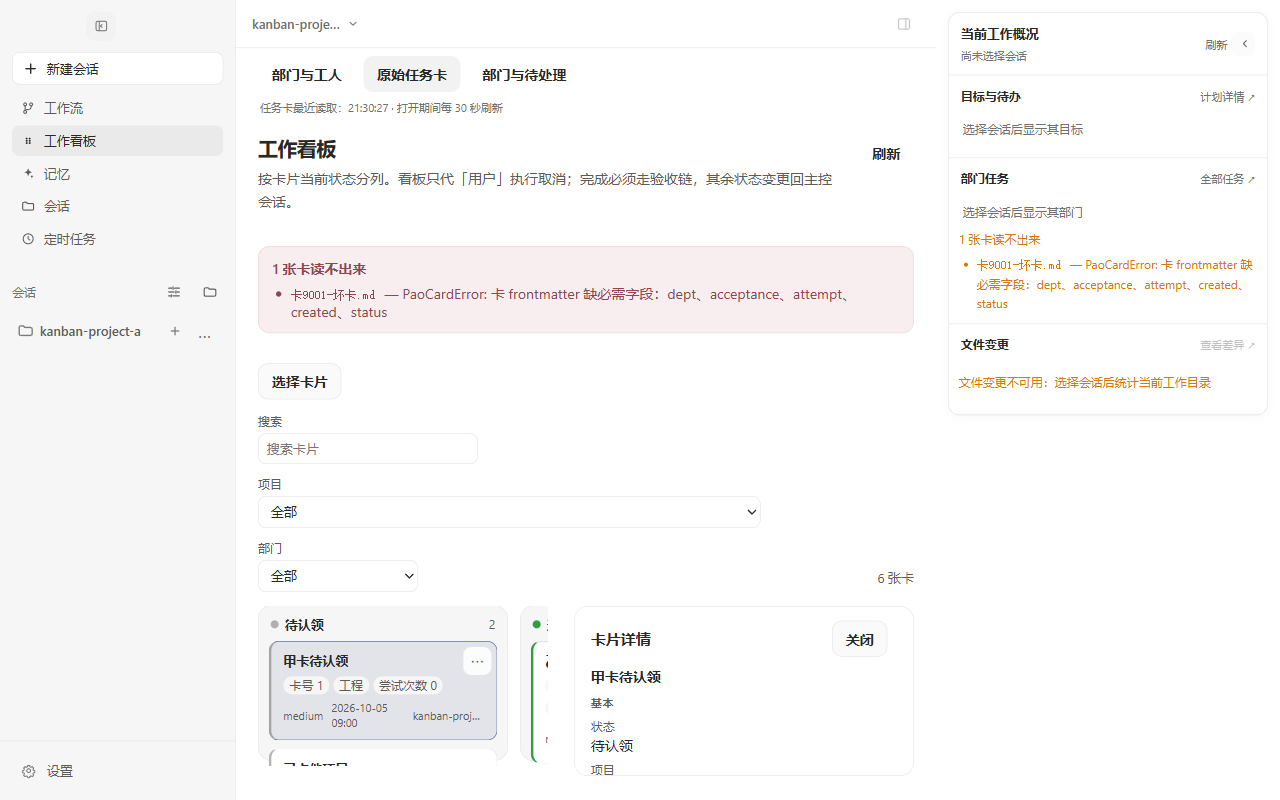 新建会话
工作流
工作看板
记忆
会话
定时任务
会话
kanban-project-a
设置
kanban-proje...
部门与工人
原始任务卡
部门与待处理
任务卡最近读取：21:30:27 · 打开期间每 30 秒刷新
工作看板
刷新
按卡片当前状态分列。看板只代「用户」执行取消；完成必须走验收链，其余状态变更回主控
会话。
1 张卡读不出来
卡9001-坏卡.md — PaoCardError: 卡 frontmatter 缺必需字段：dept、acceptance、attempt、
created、status
选择卡片
搜索
搜索卡片
项目
全部
部门
全部
6 张卡
待认领
2
甲卡待认领
...
卡号 1
工程
尝试次数 0
medium
2026-10-05
09:00
kanban-proj...
卡片详情
关闭
甲卡待认领
基本
状态
待认领
项目
当前工作概况
尚未选择会话
刷新
目标与待办
计划详情 ↗
选择会话后显示其目标
部门任务
全部任务 ↗
选择会话后显示其部门
1 张卡读不出来
卡9001-坏卡.md — PaoCardError: 卡 frontmatter 缺
必需字段：dept、acceptance、attempt、created、
status
文件变更
查看差异 ↗
文件变更不可用：选择会话后统计当前工作目录